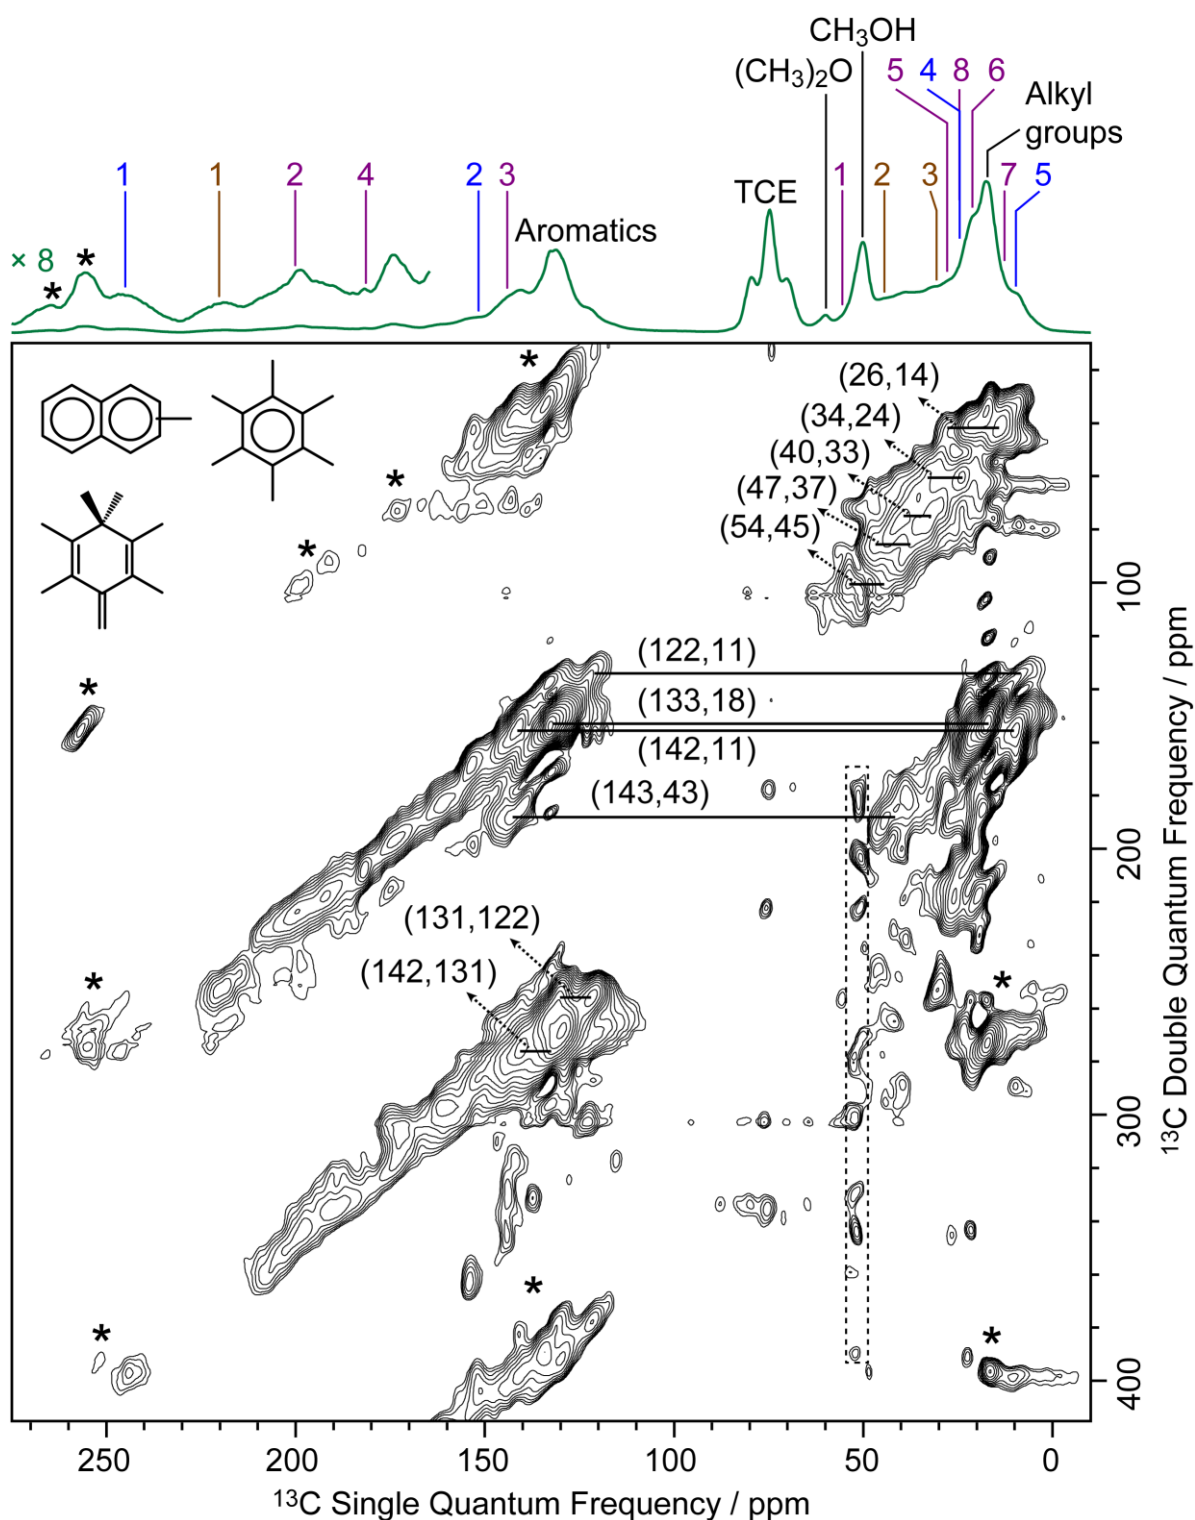 CH₃OH
(CH₃)₂O
5 4 8 6
Alkyl
groups
1 1 2 4 2 3 1 2 3 7 5
TCE
Aromatics
× 8
* *
*
(26,14)
(34,24)
(40,33)
*
(47,37)
(54,45)
*
100
(122,11)
*
(133,18)
(142,11)
(143,43)
200
(131,122)
(142,131)
* *
300
*
* *
400
250 200 150 100 50 0
¹³C Single Quantum Frequency / ppm
¹³C Double Quantum Frequency / ppm